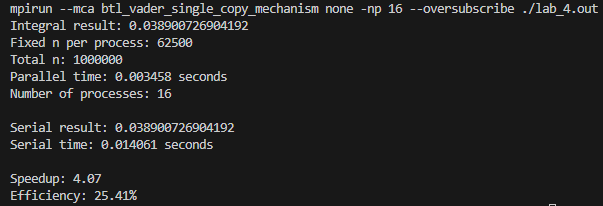 mpirun --mca btl_vader_single_copy_mechanism none -np 16 --oversubscribe ./lab_4.out
Integral result: 0.038900726904192
Fixed n per process: 62500
Total n: 1000000
Parallel time: 0.003458 seconds
Number of processes: 16
Serial result: 0.038900726904192
Serial time: 0.014061 seconds
Speedup: 4.07
Efficiency: 25.41%